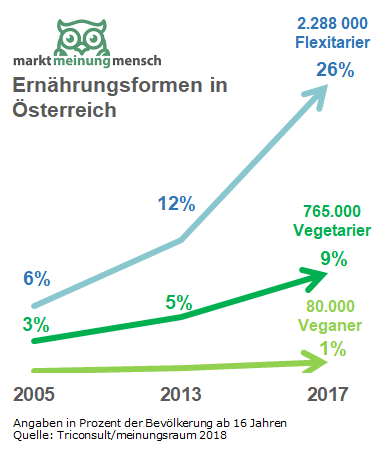 marktmeinungmensch
Ernährungsformen in
Österreich
2.288 000
Flexitarier
26%
12%
6%
765.000
Vegetarier
9%
5%
3%
80.000
Veganer
1%
2005 2013 2017
Angaben in Prozent der Bevölkerung ab 16 Jahren
Quelle: Triconsult/meinungsraum 2018